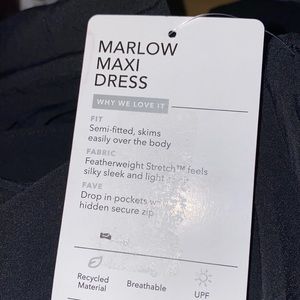 MARLOW
MAXI
DRESS
WHY WE LOVE IT
FIT
Semi-fitted, skims
easily over the body
FABRIC
Featherweight Stretch™ feels
silky sleek and light
FAVE
Drop in pockets
hidden secure zip
Recycled
Material
Breathable
UPF